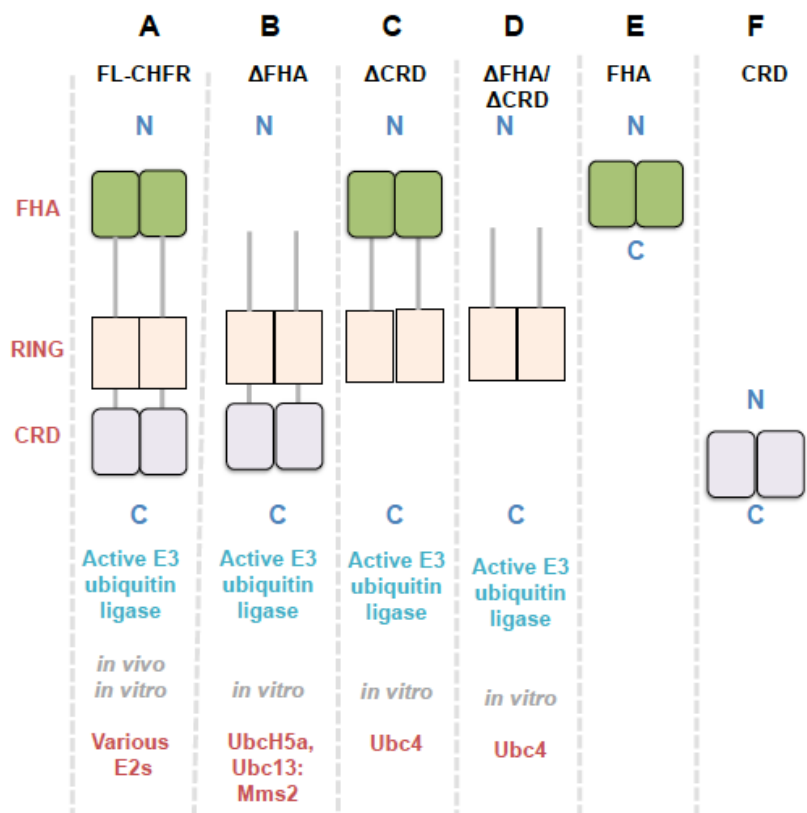 A B C D E F
FL-CHFR ΔFHA ΔCRD ΔFHA/ FHA CRD
ΔCRD
N N N N N
FHA
C
RING
N
CRD
C C C C C
Active E3 Active E3 Active E3 Active E3
ubiquitin ubiquitin ubiquitin ubiquitin
ligase ligase ligase ligase
in vivo
in vitro in vitro in vitro in vitro
Various UbcH5a, Ubc4 Ubc4
E2s Ubc13:
Mms2